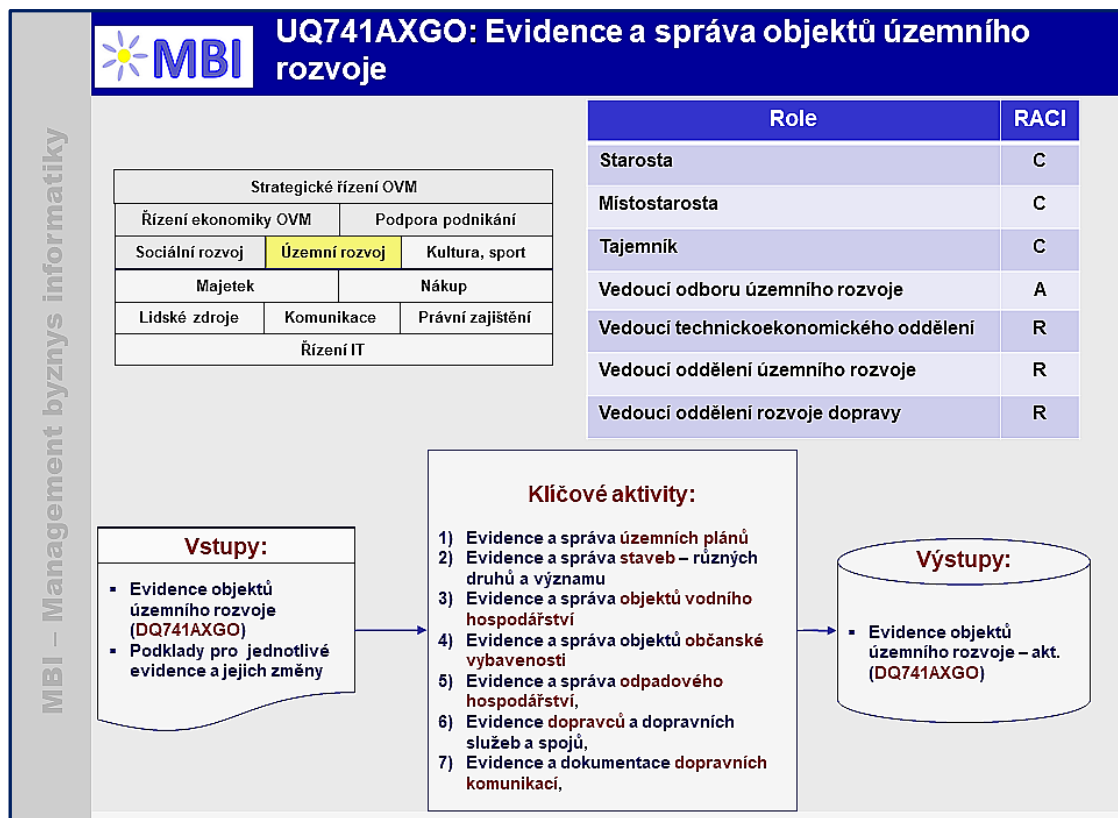 MBI – Management byznys informatiky
MBI
UQ741AXGO: Evidence a správa objektů územního
rozvoje
Strategické řízení OVM
Řízení ekonomiky OVM Podpora podnikání
Sociální rozvoj Územní rozvoj Kultura, sport
Majetek Nákup
Lidské zdroje Komunikace Právní zajištění
Řízení IT
Role RACI
Starosta C
Místostarosta C
Tajemník C
Vedoucí odboru územního rozvoje A
Vedoucí technickoekonomického oddělení R
Vedoucí oddělení územního rozvoje R
Vedoucí oddělení rozvoje dopravy R
Vstupy:
▪ Evidence objektů
územního rozvoje
(DQ741AXGO)
▪ Podklady pro jednotlivé
evidence a jejich změny
Klíčové aktivity:
1) Evidence a správa územních plánů
2) Evidence a správa staveb – různých
druhů a významu
3) Evidence a správa objektů vodního
hospodářství
4) Evidence a správa objektů občanské
vybavenosti
5) Evidence a správa odpadového
hospodářství,
6) Evidence dopravců a dopravních
služeb a spojů,
7) Evidence a dokumentace dopravních
komunikací,
Výstupy:
▪ Evidence objektů
územního rozvoje – akt.
(DQ741AXGO)